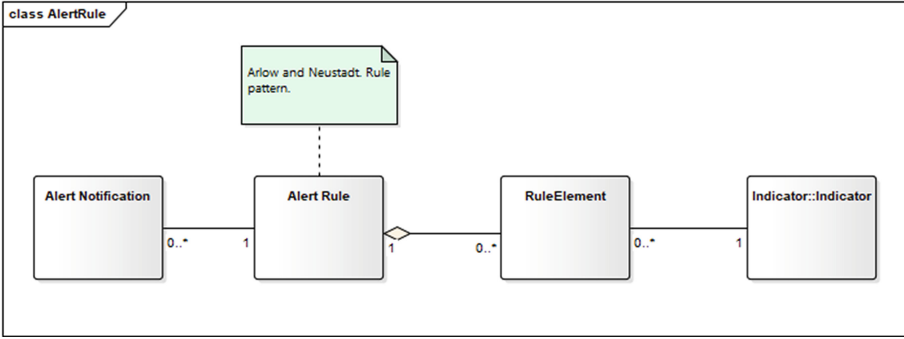 class AlertRule
Arlow and Neustadt. Rule
pattern.
Alert Notification
Alert Rule
RuleElement
Indicator::Indicator
0..*
1
1
0..*
0..*
1